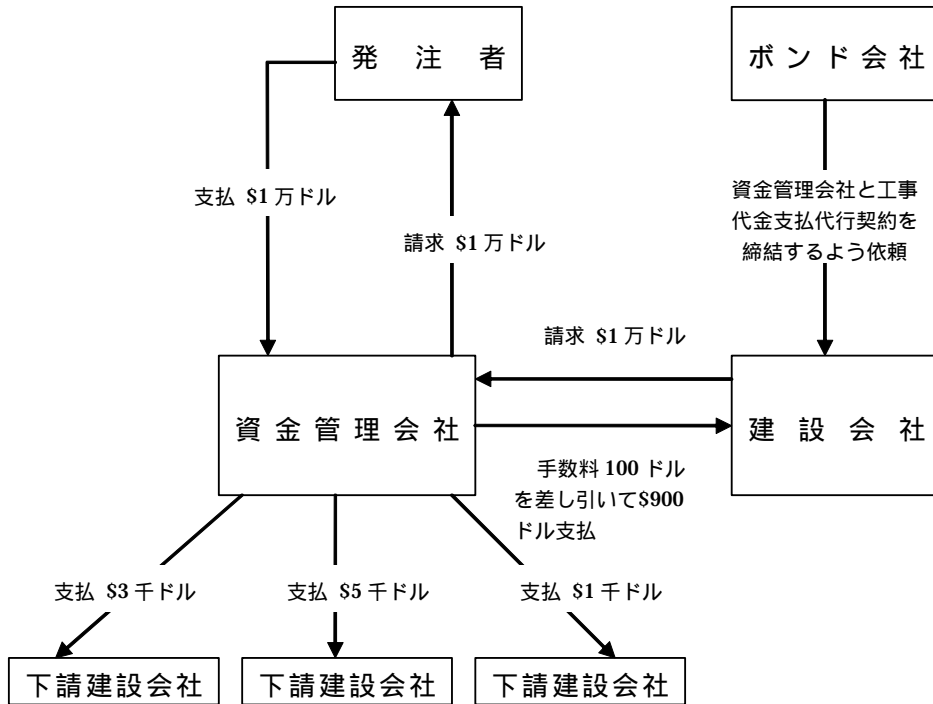 発注者
ボンド会社
支払 $1万ドル
請求 $1万ドル
資金管理会社と工事
代金支払代行契約を
締結するよう依頼
請求 $1万ドル
資金管理会社
建設会社
手数料100ドル
を差し引いて$900
ドル支払
支払 $3千ドル
支払 $5千ドル
支払 $1千ドル
下請建設会社
下請建設会社
下請建設会社